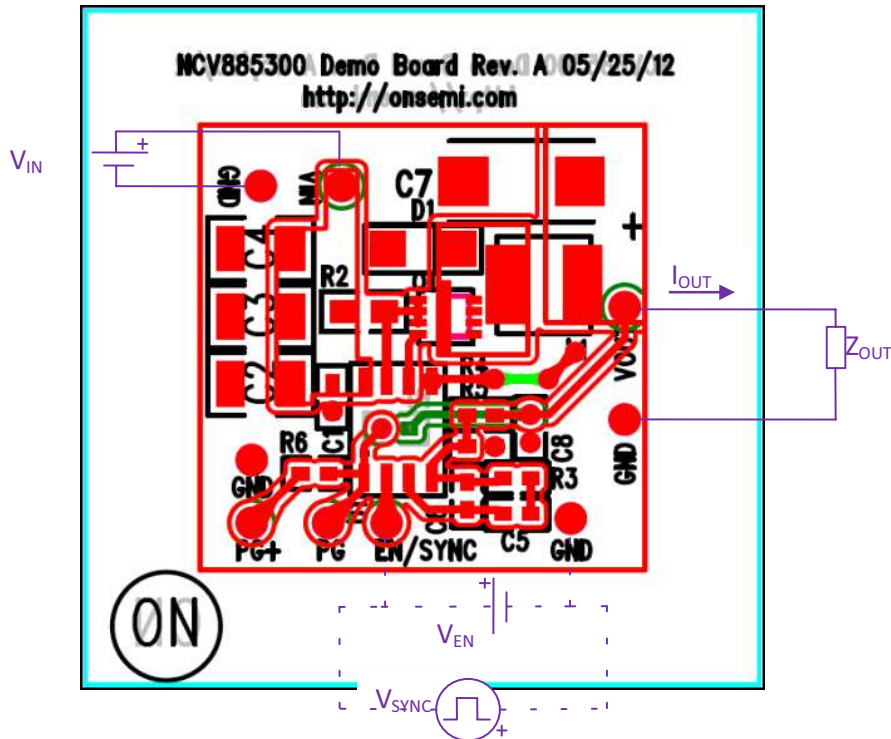 NCV885300 Demo Board Rev. A 05/25/12
http://onsemi.com
VIN
+
GND
VIN
C7
D1
+
C4
R2
IOUT
C3
ZOUT
R4
C2
R5
C1
C8
GND
R6
GND
R3
C5
PG+
PG
EN/SYNC
GND
ON
+
VEN
VSYNC
+